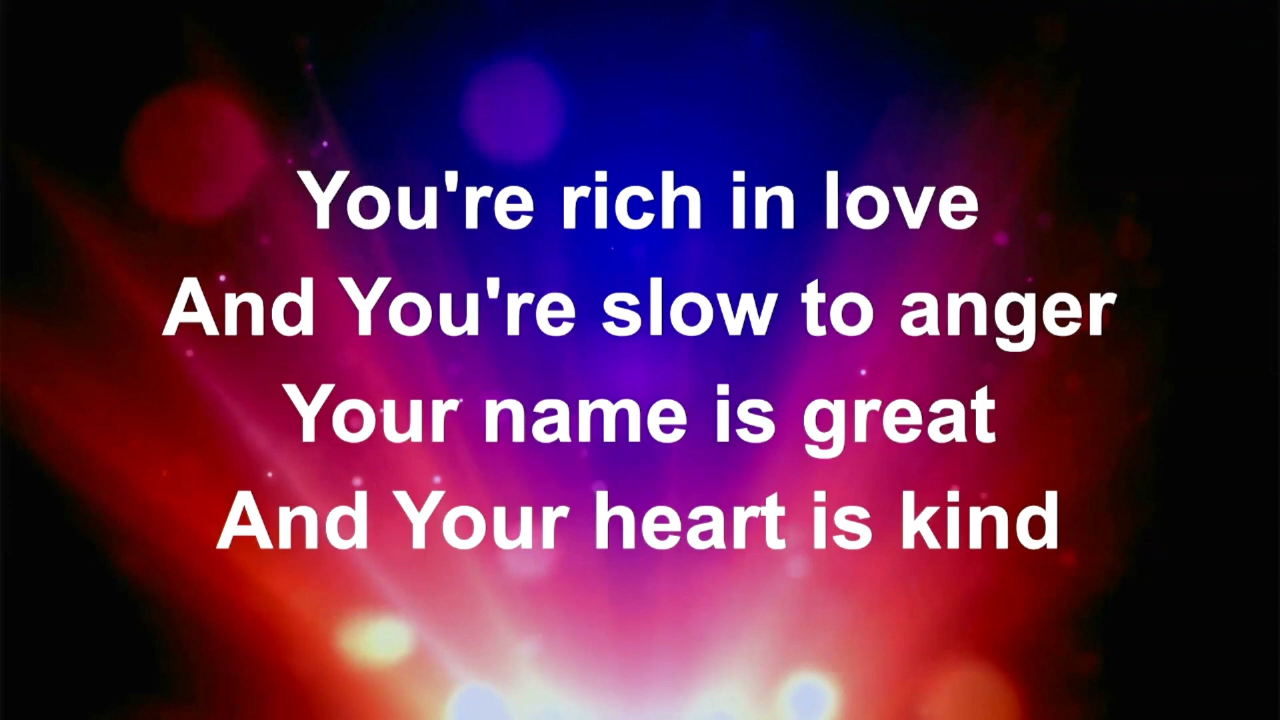 You're rich in love
And You're slow to anger
Your name is great
And Your heart is kind